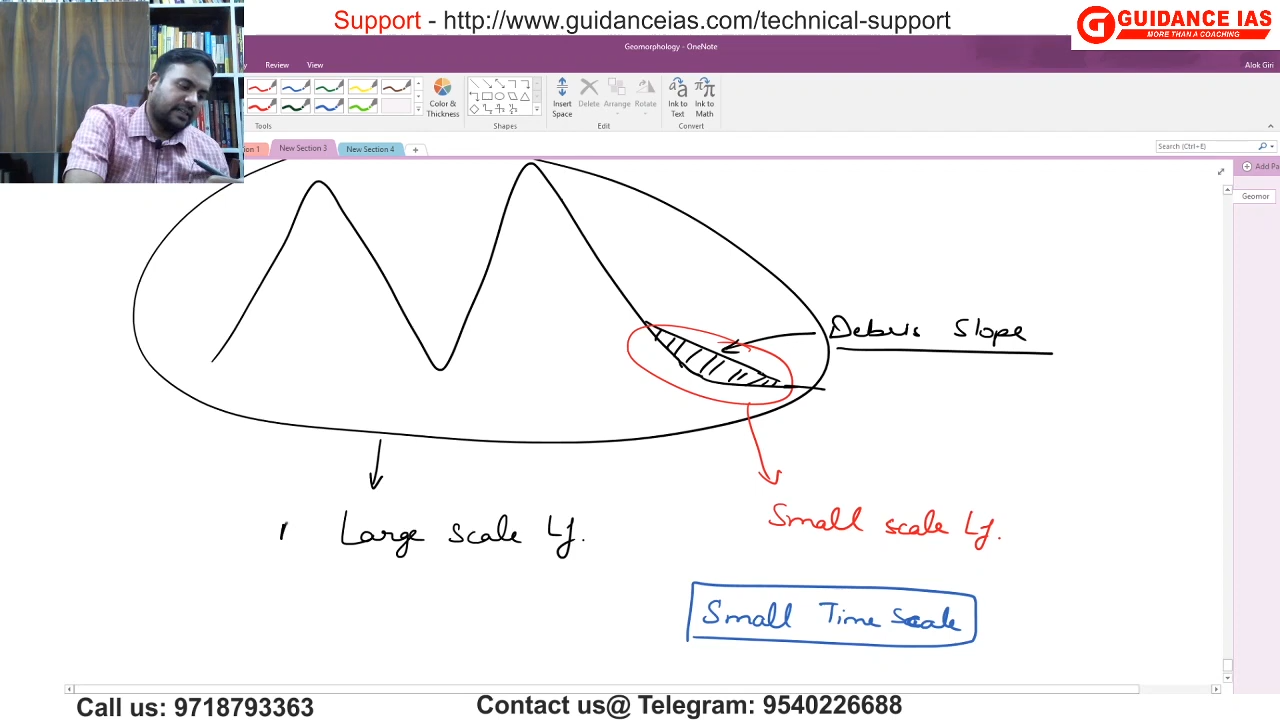 Support - http://www.guidanceias.com/technical-support
GUIDANCE IAS
MORE THAN A COACHING
Geomorphology - OneNote
Review View
Alok Giri
Color & Thickness
Insert Space
Delete
Arrange
Rotate
Ink to Text
Ink to Math
Tools
Shapes
Edit
Convert
New Section 3
New Section 4
Search (Ctrl+E)
Add Pa
Geomor
Debris Slope
Large scale Lf.
Small scale Lf.
Small Time Scale
Call us: 9718793363
Contact us@ Telegram: 9540226688